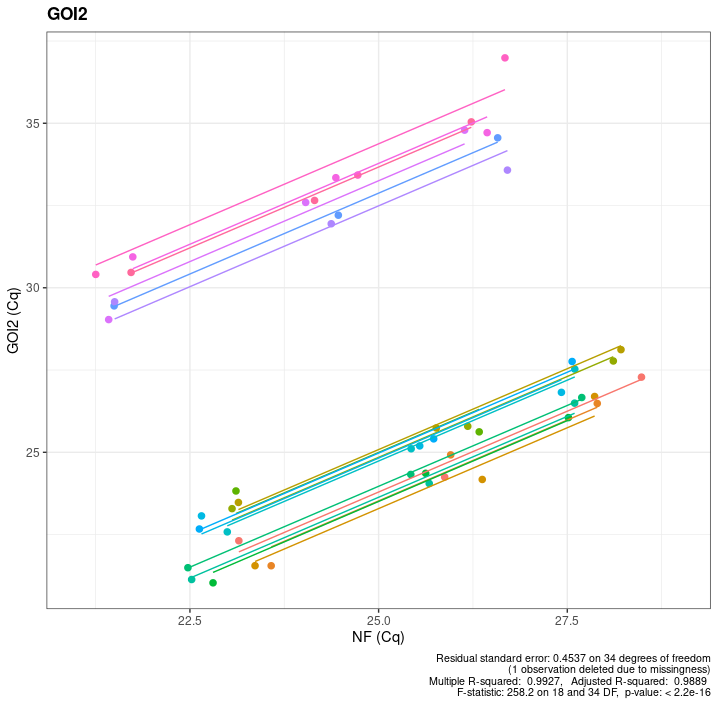 GOI2
35
30
25
GOI2 (Cq)
22.5 25.0 27.5
NF (Cq)
Residual standard error: 0.4537 on 34 degrees of freedom
(1 observation deleted due to missingness)
Multiple R-squared:  0.9927,   Adjusted R-squared:  0.9889
F-statistic: 258.2 on 18 and 34 DF,  p-value: < 2.2e-16